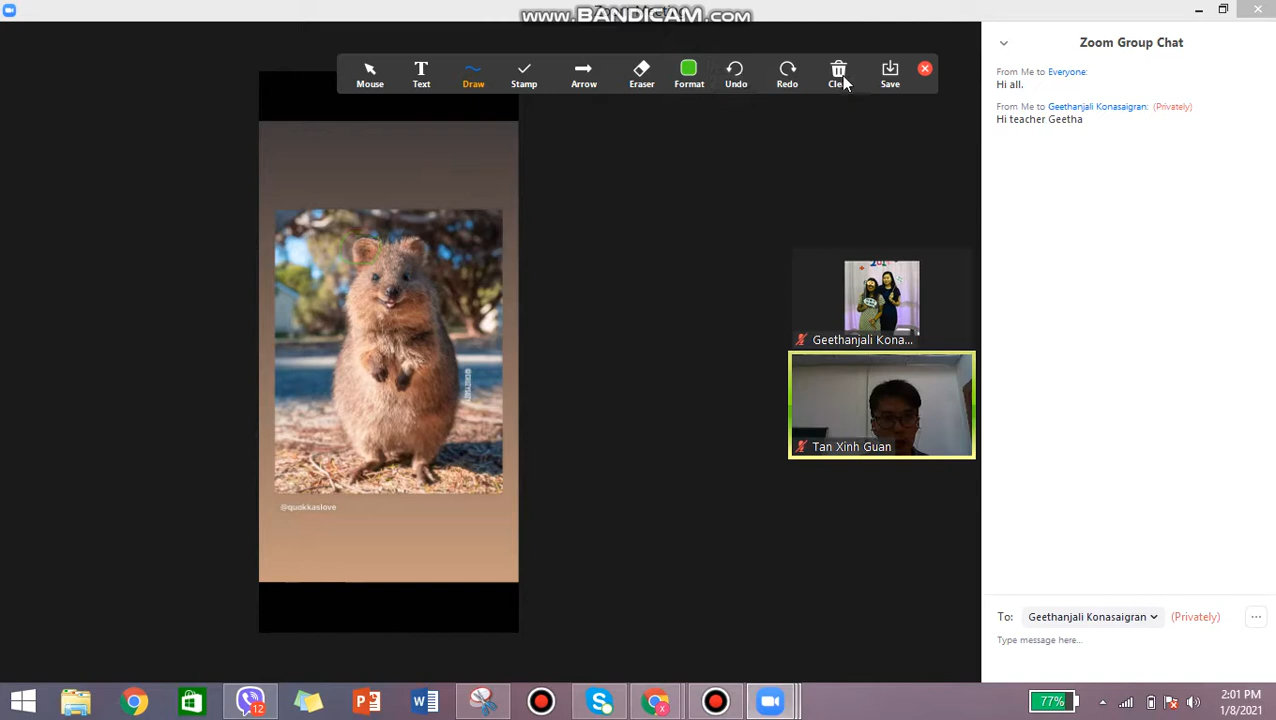 www.BANDICAM.com
Mouse
Text
Draw
Stamp
Arrow
Eraser
Format
Undo
Redo
Save
Zoom Group Chat
From Me to Everyone:
Hi all.
From Me to Geethanjali Konasaigran: (Privately)
Hi teacher Geetha
Geethanjali Kona...
Tan Xinh Guan
@quokkaslove
To: Geethanjali Konasaigran (Privately)
Type message here...
12
77%
2:01 PM
1/8/2021